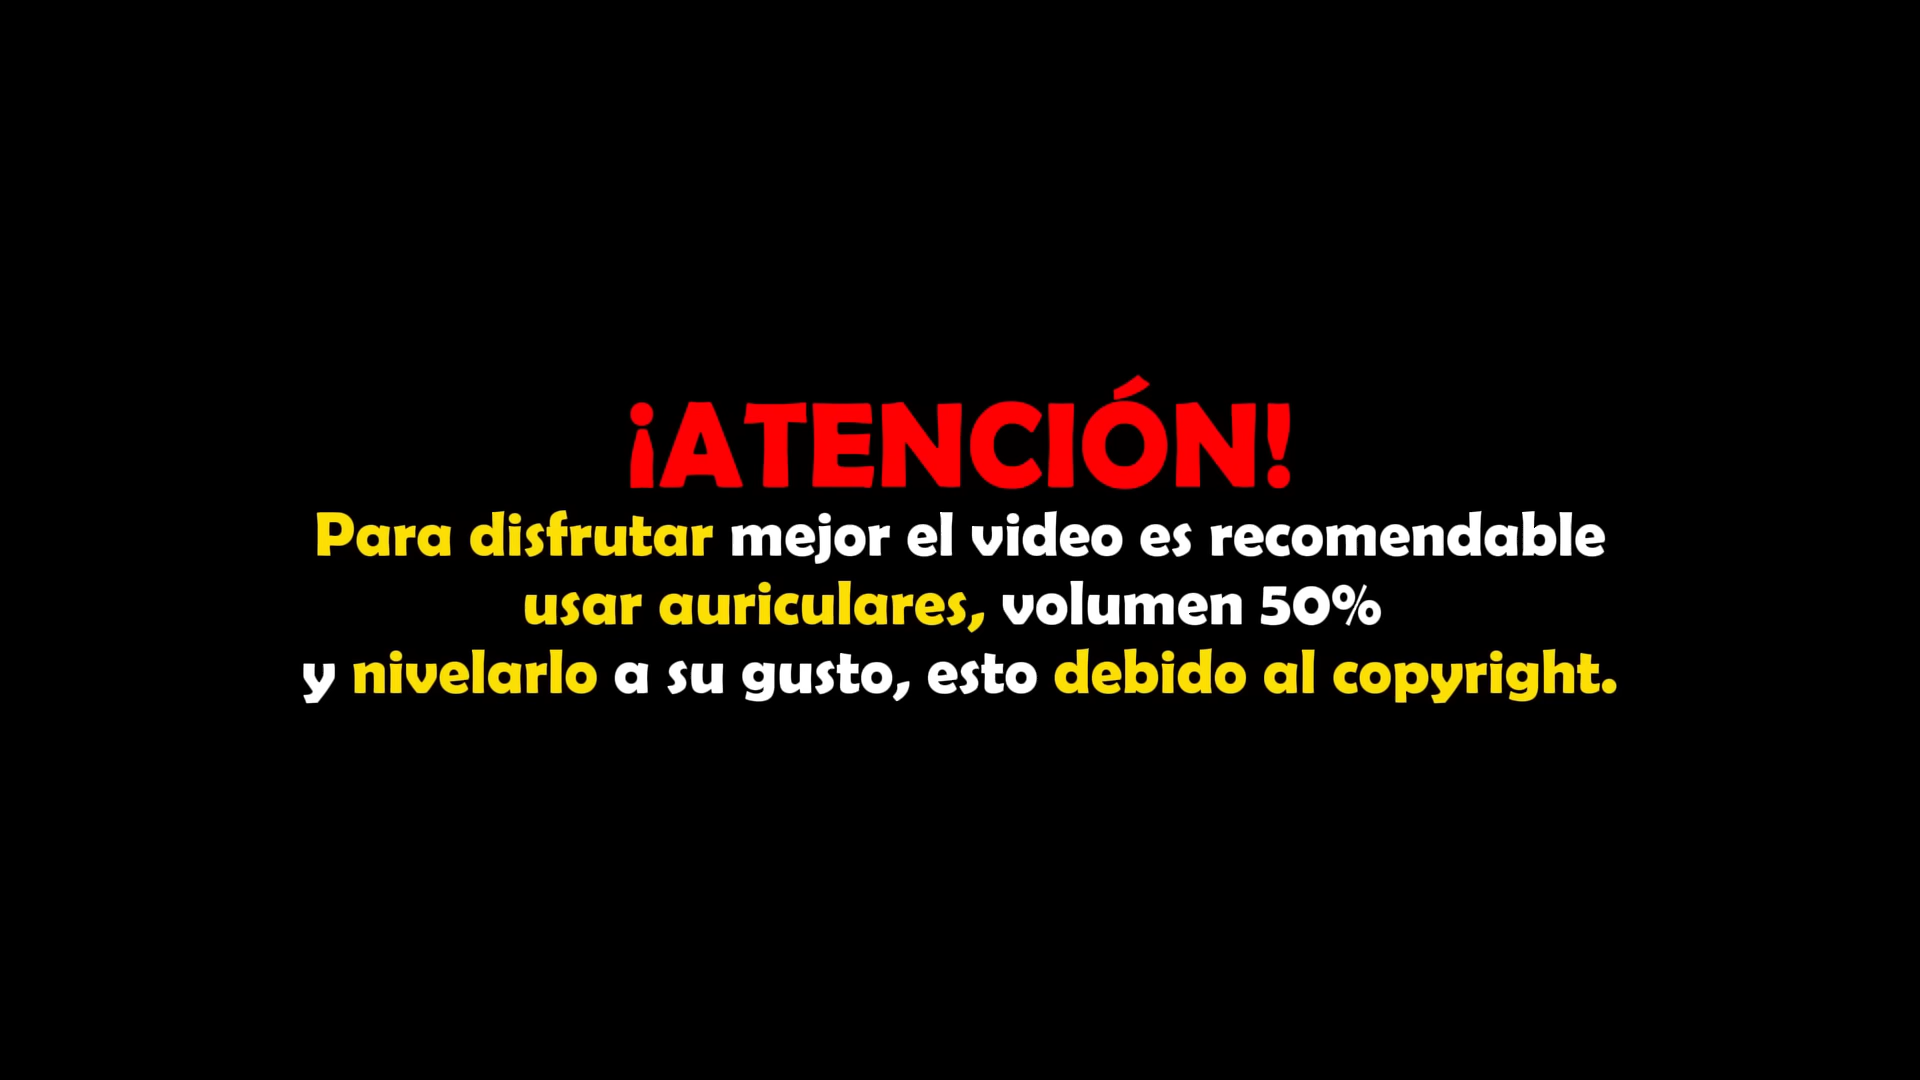 ¡ATENCIÓN!
Para disfrutar mejor el video es recomendable
usar auriculares, volumen 50%
y nivelarlo a su gusto, esto debido al copyright.